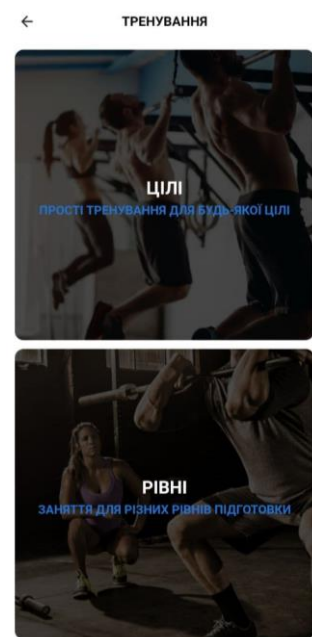 ТРЕНУВАННЯ
ЦІЛІ
ПРОСТІ ТРЕНУВАННЯ ДЛЯ БУДЬ-ЯКОЇ ЦІЛІ
РІВНІ
ЗАНЯТТЯ ДЛЯ РІЗНИХ РІВНІВ ПІДГОТОВКИ